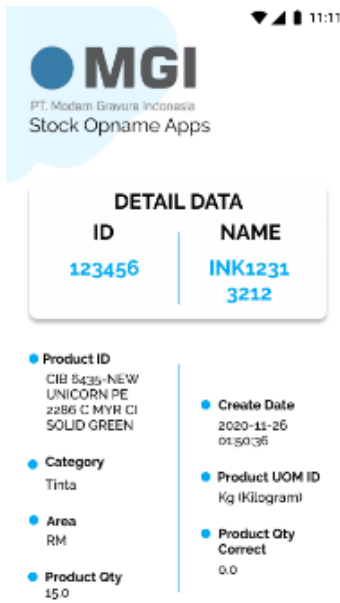 11:11
MGI
PT. Modern Gravure Indonesia
Stock Opname Apps
DETAIL DATA
ID
123456
NAME
INK1231
3212
Product ID
CIB 6435-NEW
UNICORN PE
2286 C MYR CI
SOLID GREEN
Category
Tinta
Area
RM
Product Qty
15.0
Create Date
2020-11-26
01:50:36
Product UOM ID
Kg (Kilogram)
Product Qty
Correct
0.0